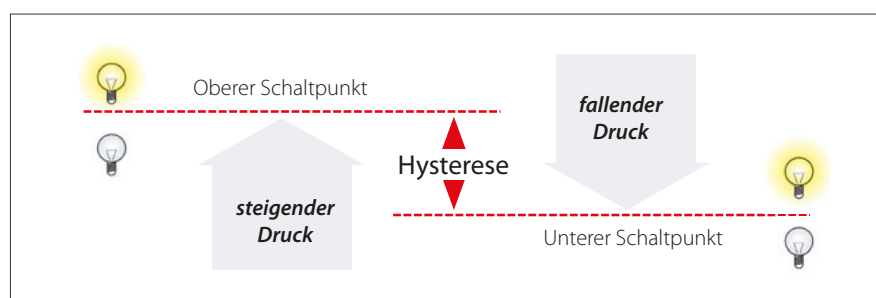 Oberer Schaltpunkt
fallender
Druck
Hysterese
steigender
Druck
Unterer Schaltpunkt